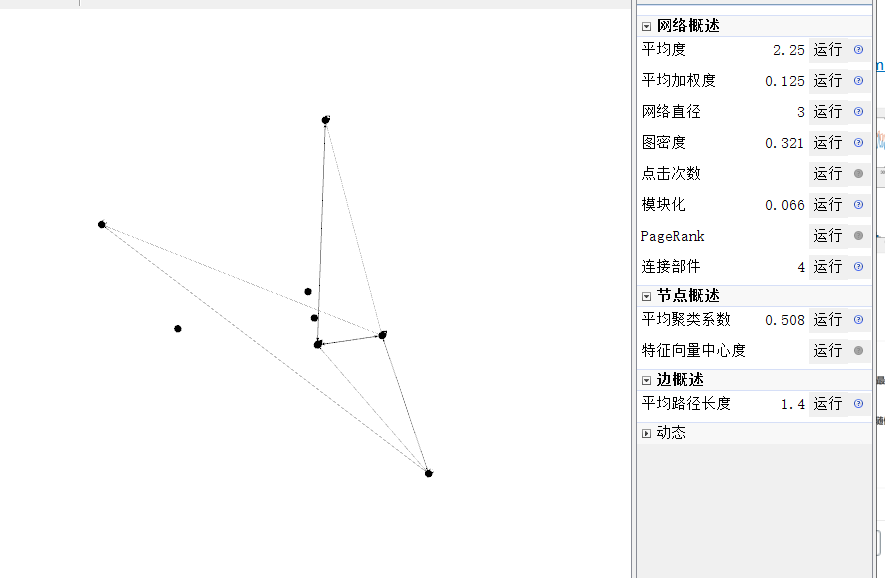 网络概述
平均度 2.25 运行
平均加权度 0.125 运行
网络直径 3 运行
图密度 0.321 运行
点击次数 运行
模块化 0.066 运行
PageRank 运行
连接部件 4 运行
节点概述
平均聚类系数 0.508 运行
特征向量中心度 运行
边概述
平均路径长度 1.4 运行
动态